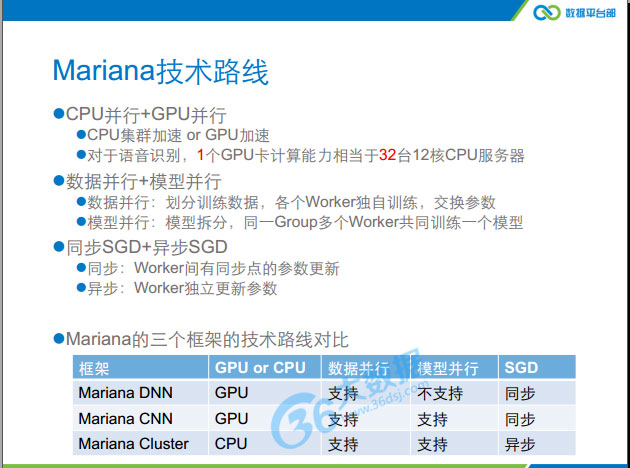 数据平台部
Mariana技术路线
●CPU并行+GPU并行
●CPU集群加速 or GPU加速
●对于语音识别，1个GPU卡计算能力相当于32台12核CPU服务器
●数据并行+模型并行
●数据并行：划分训练数据，各个Worker独自训练，交换参数
●模型并行：模型拆分，同一Group多个Worker共同训练一个模型
●同步SGD+异步SGD
●同步：Worker间有同步点的参数更新
●异步：Worker独立更新参数
●Mariana的三个框架的技术路线对比
框架 GPU or CPU 数据并行 模型并行 SGD
Mariana DNN GPU 支持 不支持 同步
Mariana CNN GPU 支持 支持 同步
Mariana Cluster CPU 支持 支持 异步
36大数据
www.36dsj.com